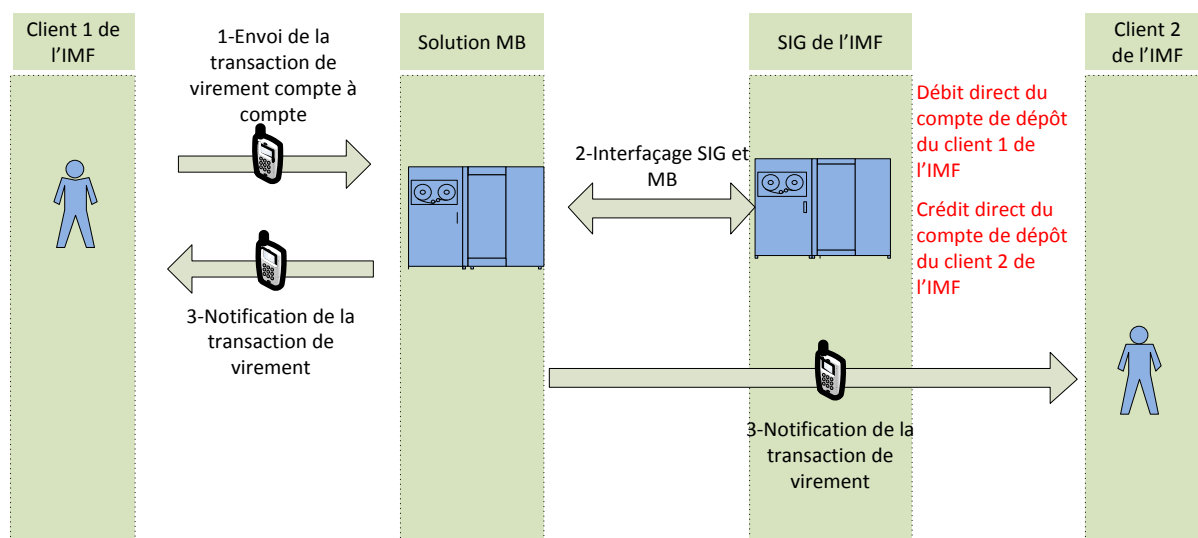 Client 1 de
l’IMF
1-Envoi de la
transaction de
virement compte à
compte
Solution MB
SIG de l’IMF
Client 2
de l’IMF
2-Interfaçage SIG et
MB
Débit direct du
compte de dépôt
du client 1 de
l’IMF
Crédit direct du
compte de dépôt
du client 2 de
l’IMF
3-Notification de la
transaction de
virement
3-Notification de la
transaction de
virement